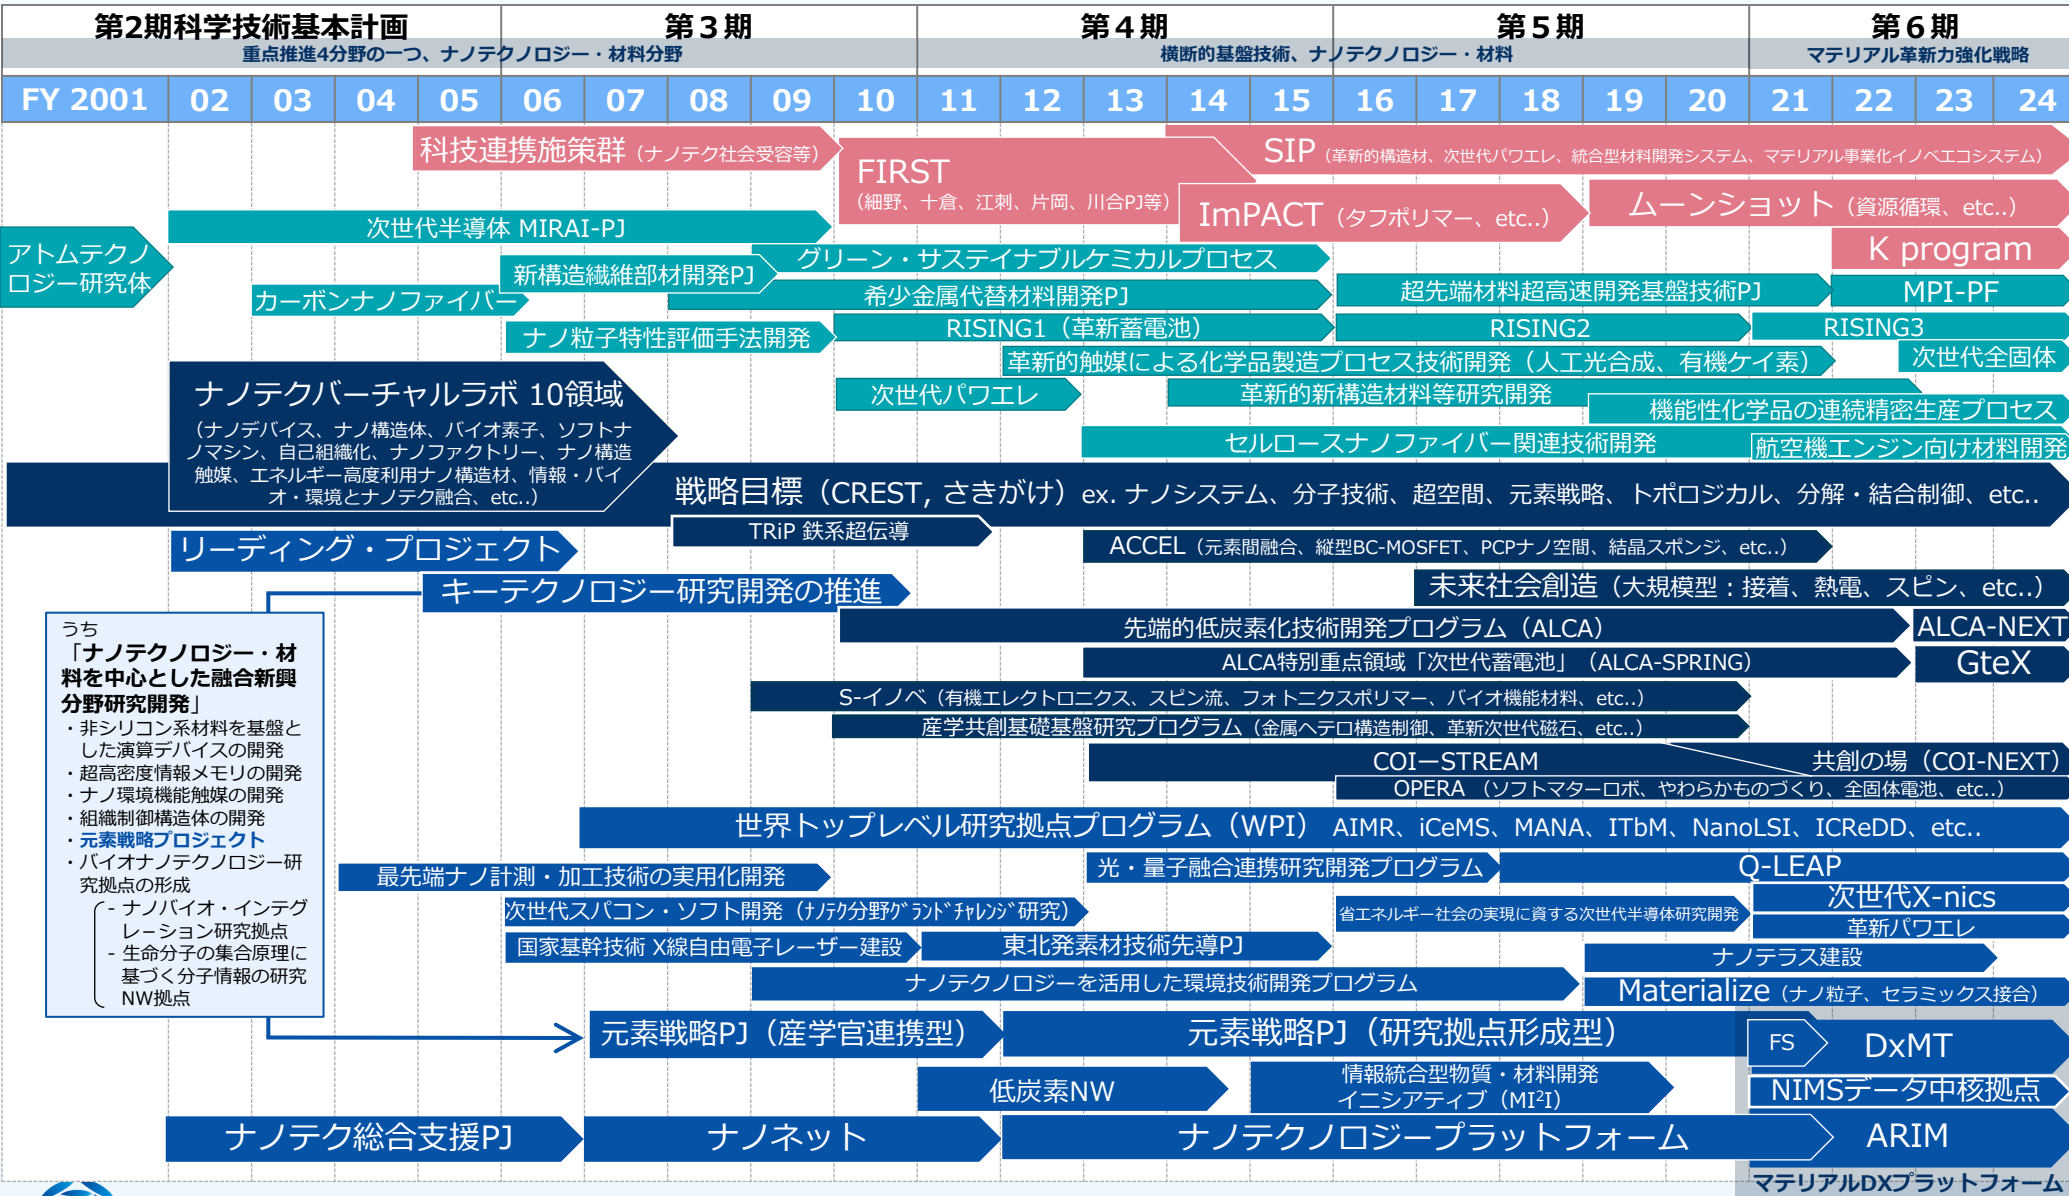 第2期科学技術基本計画
第３期
第４期
第５期
第６期
重点推進4分野の一つ、ナノテクノロジー・材料分野
横断的基盤技術、ナノテクノロジー・材料
マテリアル革新力強化戦略
FY 2001 02 03 04 05 06 07 08 09 10 11 12 13 14 15 16 17 18 19 20 21 22 23 24
科技連携施策群（ナノテク社会受容等）
FIRST
（細野、十倉、江刺、片岡、川合PJ等）
SIP（革新的構造材、次世代パワエレ、統合型材料開発システム、マテリアル事業化イノベエコシステム）
ImPACT（タフポリマー、etc..）
ムーンショット（資源循環、etc..）
K program
アトムテクノ
ロジー研究体
次世代半導体 MIRAI-PJ
新構造繊維部材開発PJ
グリーン・サステイナブルケミカルプロセス
カーボンナノファイバー
希少金属代替材料開発PJ
超先端材料超高速開発基盤技術PJ
MPI-PF
ナノ粒子特性評価手法開発
RISING1（革新蓄電池）
RISING2
RISING3
革新的触媒による化学品製造プロセス技術開発（人工光合成、有機ケイ素）
次世代全固体
次世代パワエレ
革新的新構造材料等研究開発
機能性化学品の連続精密生産プロセス
セルロースナノファイバー関連技術開発
航空機エンジン向け材料開発
ナノテクバーチャルラボ 10領域
（ナノデバイス、ナノ構造体、バイオ素子、ソフトナ
ノマシン、自己組織化、ナノファクトリー、ナノ構造
触媒、エネルギー高度利用ナノ構造材、情報・バイ
オ・環境とナノテク融合、etc..）
戦略目標（CREST, さきがけ）ex. ナノシステム、分子技術、超空間、元素戦略、トポロジカル、分解・結合制御、etc..
TRiP 鉄系超伝導
リーディング・プロジェクト
ACCEL（元素間融合、縦型BC-MOSFET、PCPナノ空間、結晶スポンジ、etc..）
キーテクノロジー研究開発の推進
未来社会創造（大規模型：接着、熱電、スピン、etc..）
先端的低炭素化技術開発プログラム（ALCA）
ALCA-NEXT
ALCA特別重点領域「次世代蓄電池」（ALCA-SPRING）
GteX
S-イノベ（有機エレクトロニクス、スピン流、フォトニクスポリマー、バイオ機能材料、etc..）
産学共創基礎基盤研究プログラム（金属ヘテロ構造制御、革新次世代磁石、etc..）
COIーSTREAM
共創の場（COI-NEXT）
OPERA （ソフトマターロボ、やわらかものづくり、全固体電池、etc..）
うち
「ナノテクノロジー・材
料を中心とした融合新興
分野研究開発」
・非シリコン系材料を基盤と
した演算デバイスの開発
・超高密度情報メモリの開発
・ナノ環境機能触媒の開発
・組織制御構造体の開発
・元素戦略プロジェクト
・バイオナノテクノロジー研
究拠点の形成
- ナノバイオ・インテグ
レーション研究拠点
- 生命分子の集合原理に
基づく分子情報の研究
NW拠点
世界トップレベル研究拠点プログラム（WPI） AIMR、iCeMS、MANA、ITbM、NanoLSI、ICReDD、etc..
最先端ナノ計測・加工技術の実用化開発
光・量子融合連携研究開発プログラム
Q-LEAP
次世代スパコン・ソフト開発（ﾅﾉﾃｸ分野ｸﾞﾗﾝﾄﾞﾁｬﾚﾝｼﾞ研究）
省エネルギー社会の実現に資する次世代半導体研究開発
次世代X-nics
革新パワエレ
国家基幹技術 X線自由電子レーザー建設
東北発素材技術先導PJ
ナノテラス建設
ナノテクノロジーを活用した環境技術開発プログラム
Materialize（ナノ粒子、セラミックス接合）
元素戦略PJ（産学官連携型）
元素戦略PJ（研究拠点形成型）
FS
DxMT
低炭素NW
情報統合型物質・材料開発
イニシアティブ（MI²I）
NIMSデータ中核拠点
ナノテク総合支援PJ
ナノネット
ナノテクノロジープラットフォーム
ARIM
マテリアルDXプラットフォーム